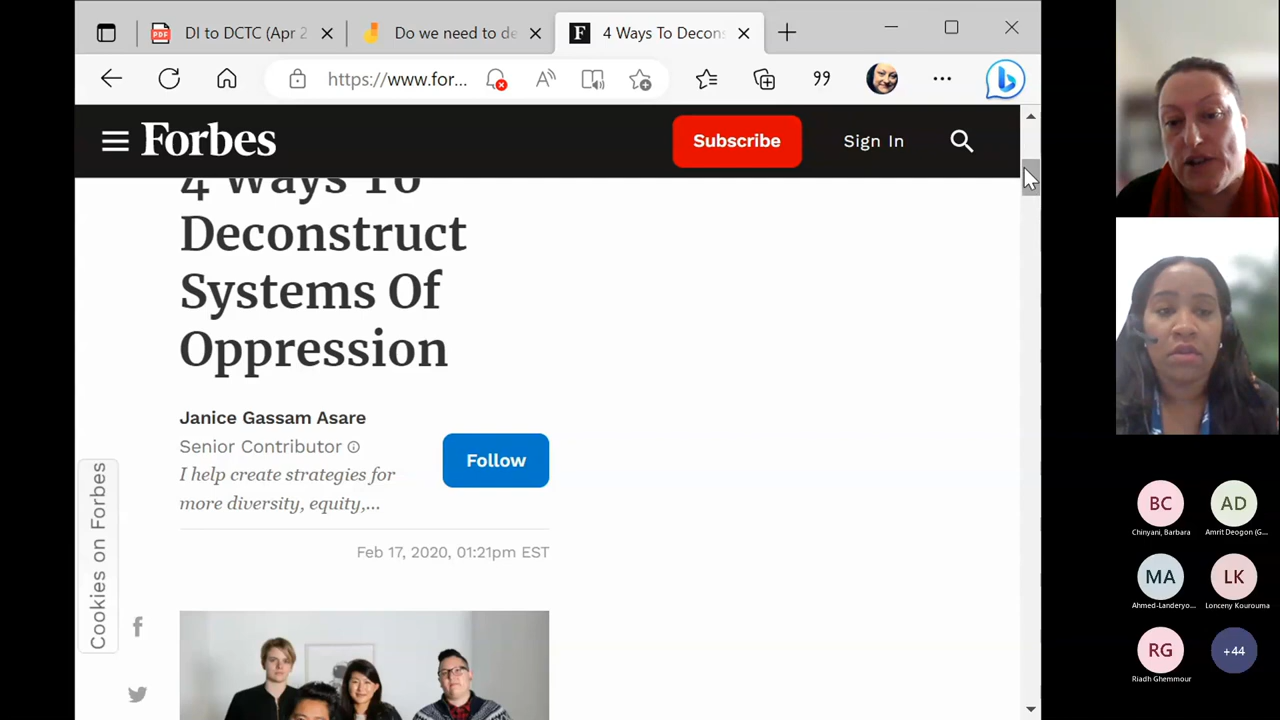 DI to DCTC (Apr 2
Do we need to de
4 Ways To Decons
https://www.for...
Forbes
Subscribe
Sign In
4 Ways To
Deconstruct
Systems Of
Oppression
Janice Gassam Asare
Senior Contributor
I help create strategies for
more diversity, equity,...
Follow
Feb 17, 2020, 01:21pm EST
Cookies on Forbes
BC
Chinyani, Barbara
AD
Amrit Deogon (G...
MA
Ahmed-Landeryo...
LK
Lonceny Kourouma
RG
Riadh Ghemmour
+44